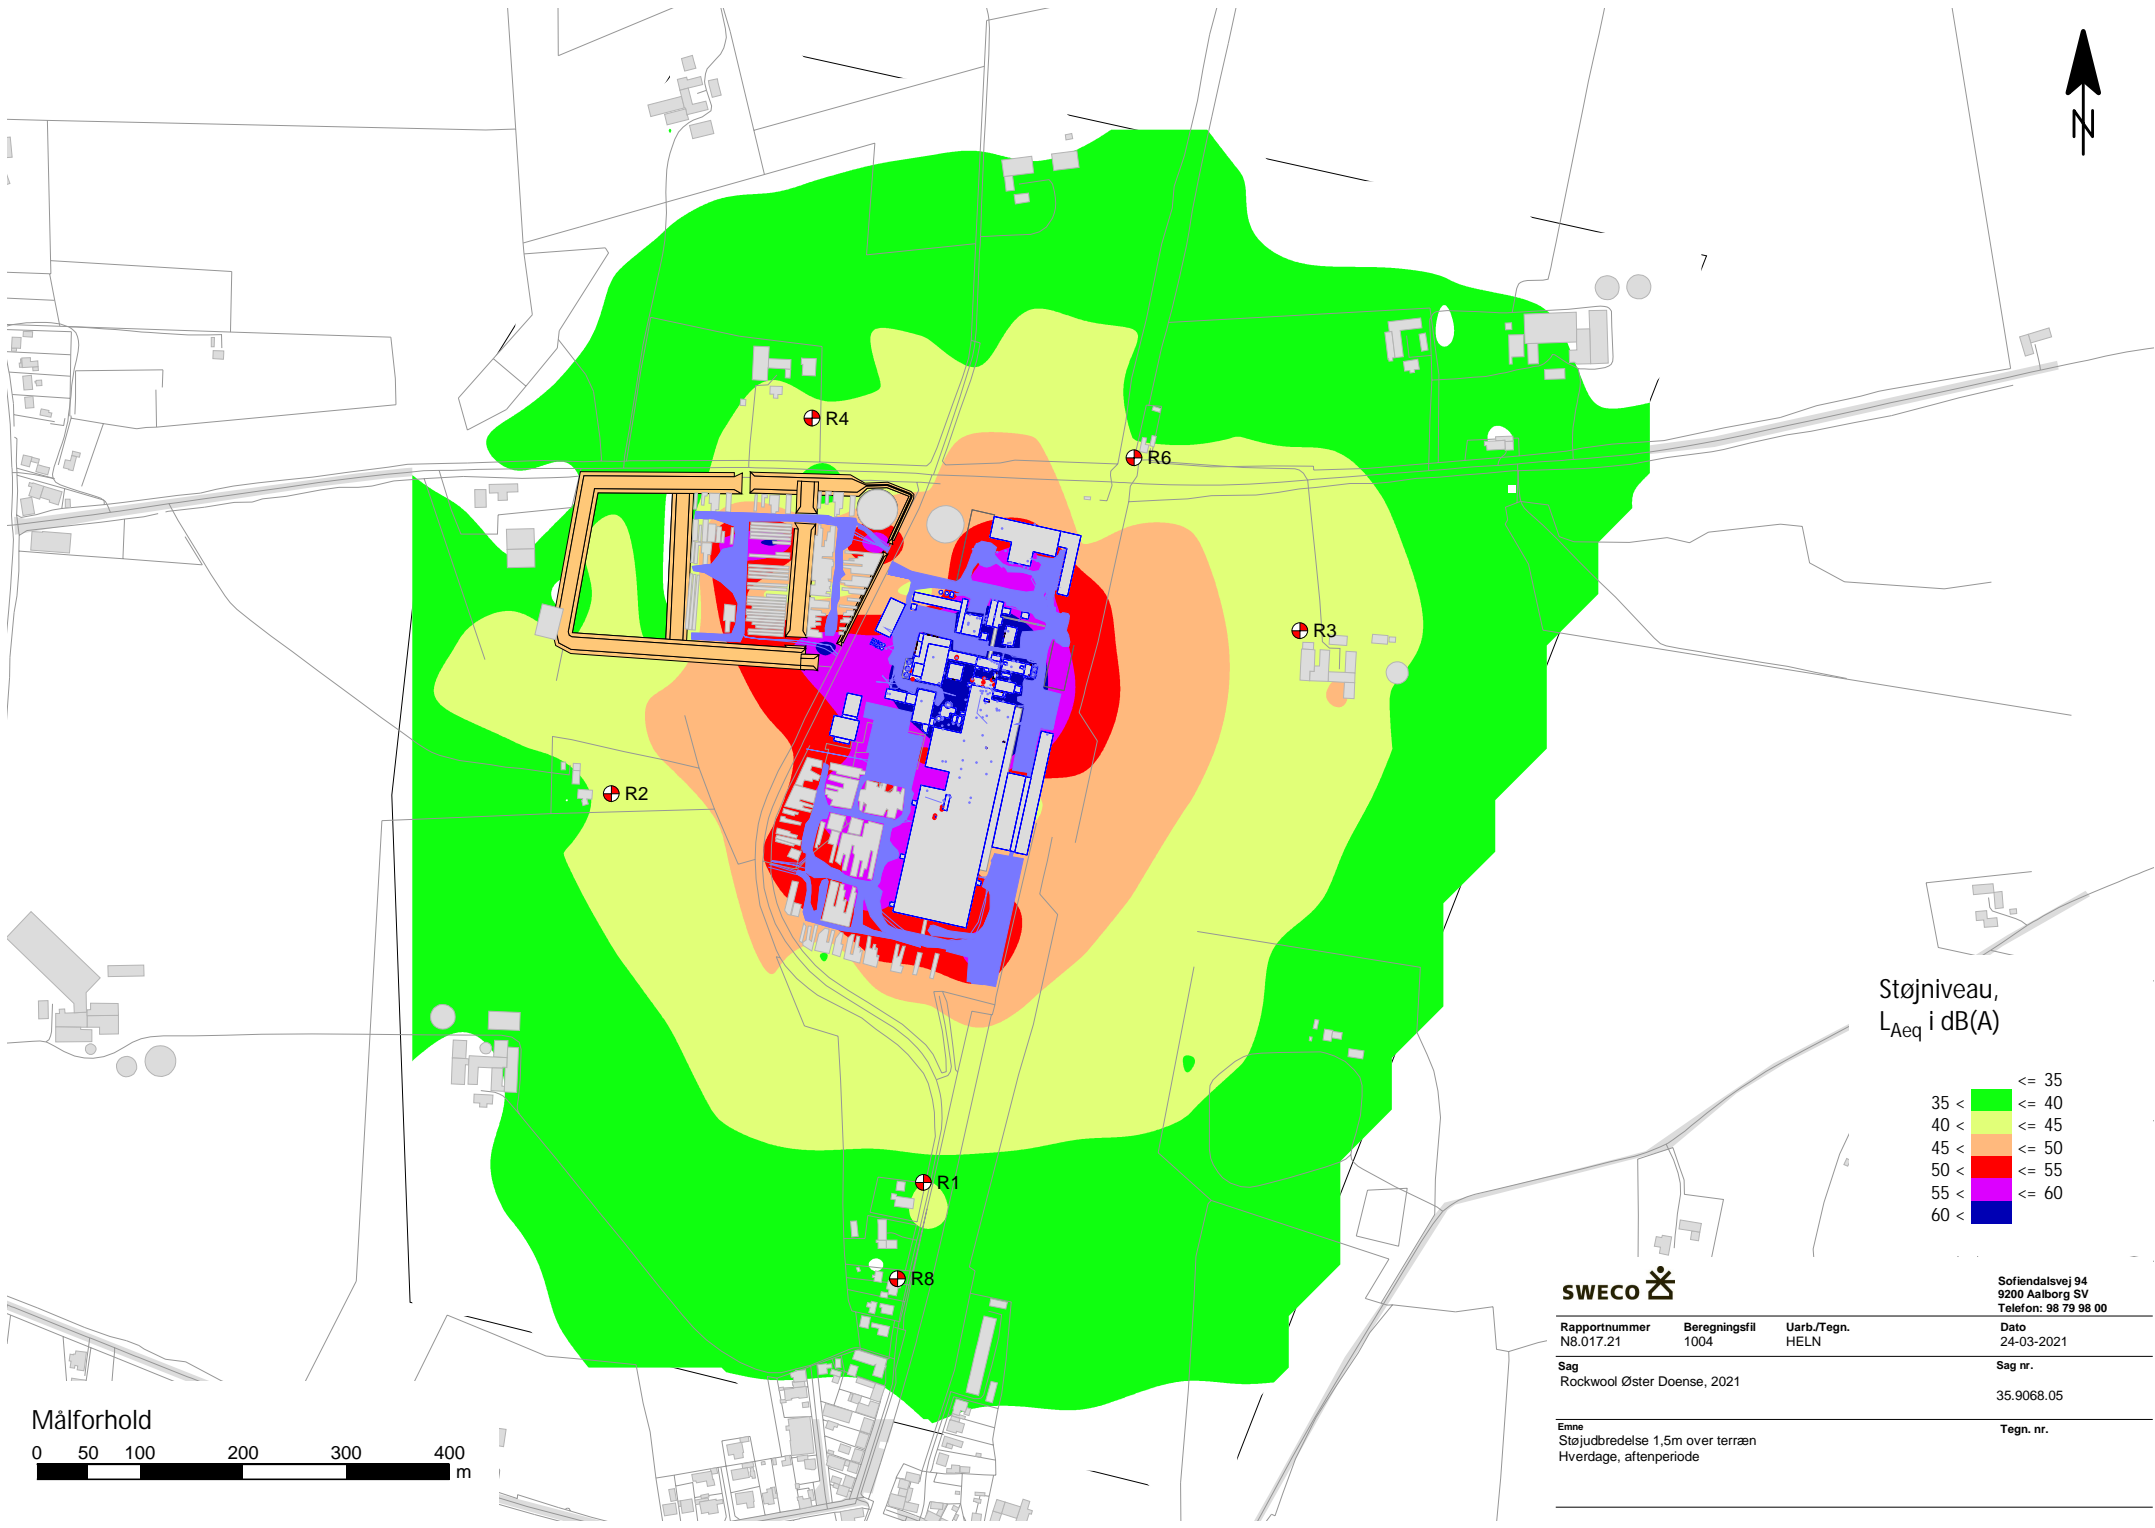 N
R4
R6
R3
R2
R1
R8
Støjniveau,
LAeq i dB(A)
<= 35
35 < <= 40
40 < <= 45
45 < <= 50
50 < <= 55
55 < <= 60
60 <
Målforhold
0 50 100 200 300 400
m
SWECO
Sofiendalsvej 94
9200 Aalborg SV
Telefon: 98 79 98 00
Rapportnummer Beregningsfil Uarb./Tegn. Dato
N8.017.21 1004 HELN 24-03-2021
Sag Sag nr.
Rockwool Øster Doense, 2021
35.9068.05
Emne Tegn. nr.
Støjudbredelse 1,5m over terræn
Hverdage, aftenperiode